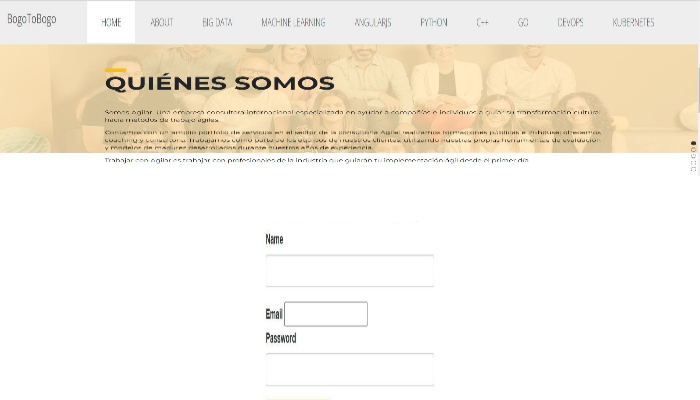 BogoToBogo
HOME ABOUT BIG DATA MACHINE LEARNING ANGULARJS PYTHON C++ GO DEVOPS KUBERNETES
QUIÉNES SOMOS
Somos Agilar, una empresa consultora internacional especializada en ayudar a compañías e individuos a guiar su transformación cultural
hacia métodos de trabajo ágiles.
Contamos con un amplio portfolio de servicios en el sector de la consultoría Agile: realizamos formaciones públicas e inhouse, ofrecemos
coaching y consultoría. Trabajamos como parte de los equipos de nuestros clientes, utilizando nuestras propias herramientas de evaluación
y modelos de madurez desarrollados durante nuestros años de experiencia.
Trabajar con Agilar es trabajar con profesionales de la industria que guiarán tu implementación ágil desde el primer día.
Name
Email
Password